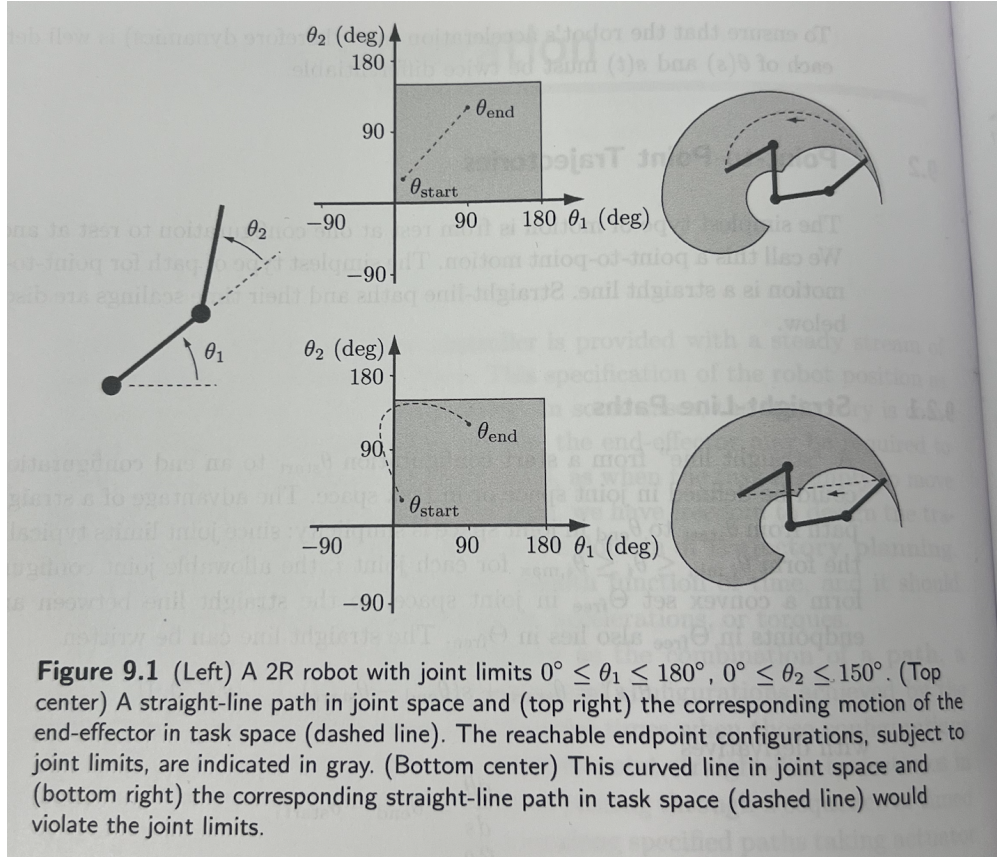 θ₂ (deg)
180
90
θend
θstart
−90
90
180 θ₁ (deg)
−90
θ₂
θ₁
θ₂ (deg)
180
90
θend
θstart
−90
90
180 θ₁ (deg)
−90
Figure 9.1 (Left) A 2R robot with joint limits 0° ≤ θ₁ ≤ 180°, 0° ≤ θ₂ ≤ 150°. (Top
center) A straight-line path in joint space and (top right) the corresponding motion of the
end-effector in task space (dashed line). The reachable endpoint configurations, subject to
joint limits, are indicated in gray. (Bottom center) This curved line in joint space and
(bottom right) the corresponding straight-line path in task space (dashed line) would
violate the joint limits.